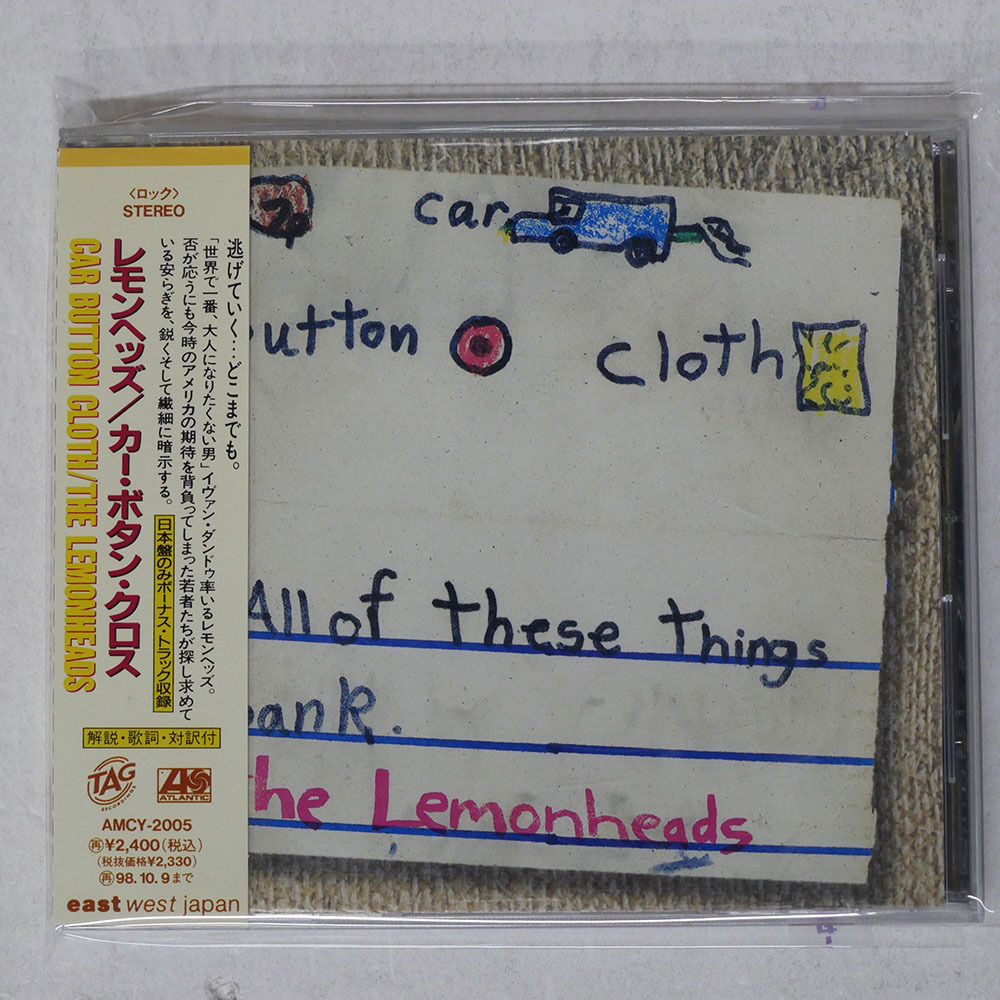 〈ロック〉
STEREO
レモンヘッズ/カー・ボタン・クロス
CAR BUTTON CLOTH/THE LEMONHEADS
逃げていく…どこまでも。
「世界で一番、大人になりたくない男」イヴァン・ダンドゥ率いるレモンヘッズ。
否が応うにも今時のアメリカの期待を背負ってしまった若者たちが探し求めて
いる安らぎを、鋭くそして繊細に暗示する。
日本盤のみボーナス・トラック収録
解説・歌詞・対訳付
TAG
RECORDINGS
ATLANTIC
AMCY-2005
再¥2,400(税込)
(税抜価格¥2,330)
再98.10.9まで
east west japan
car
utton
cloth
All of these things
ank.
he Lemonheads